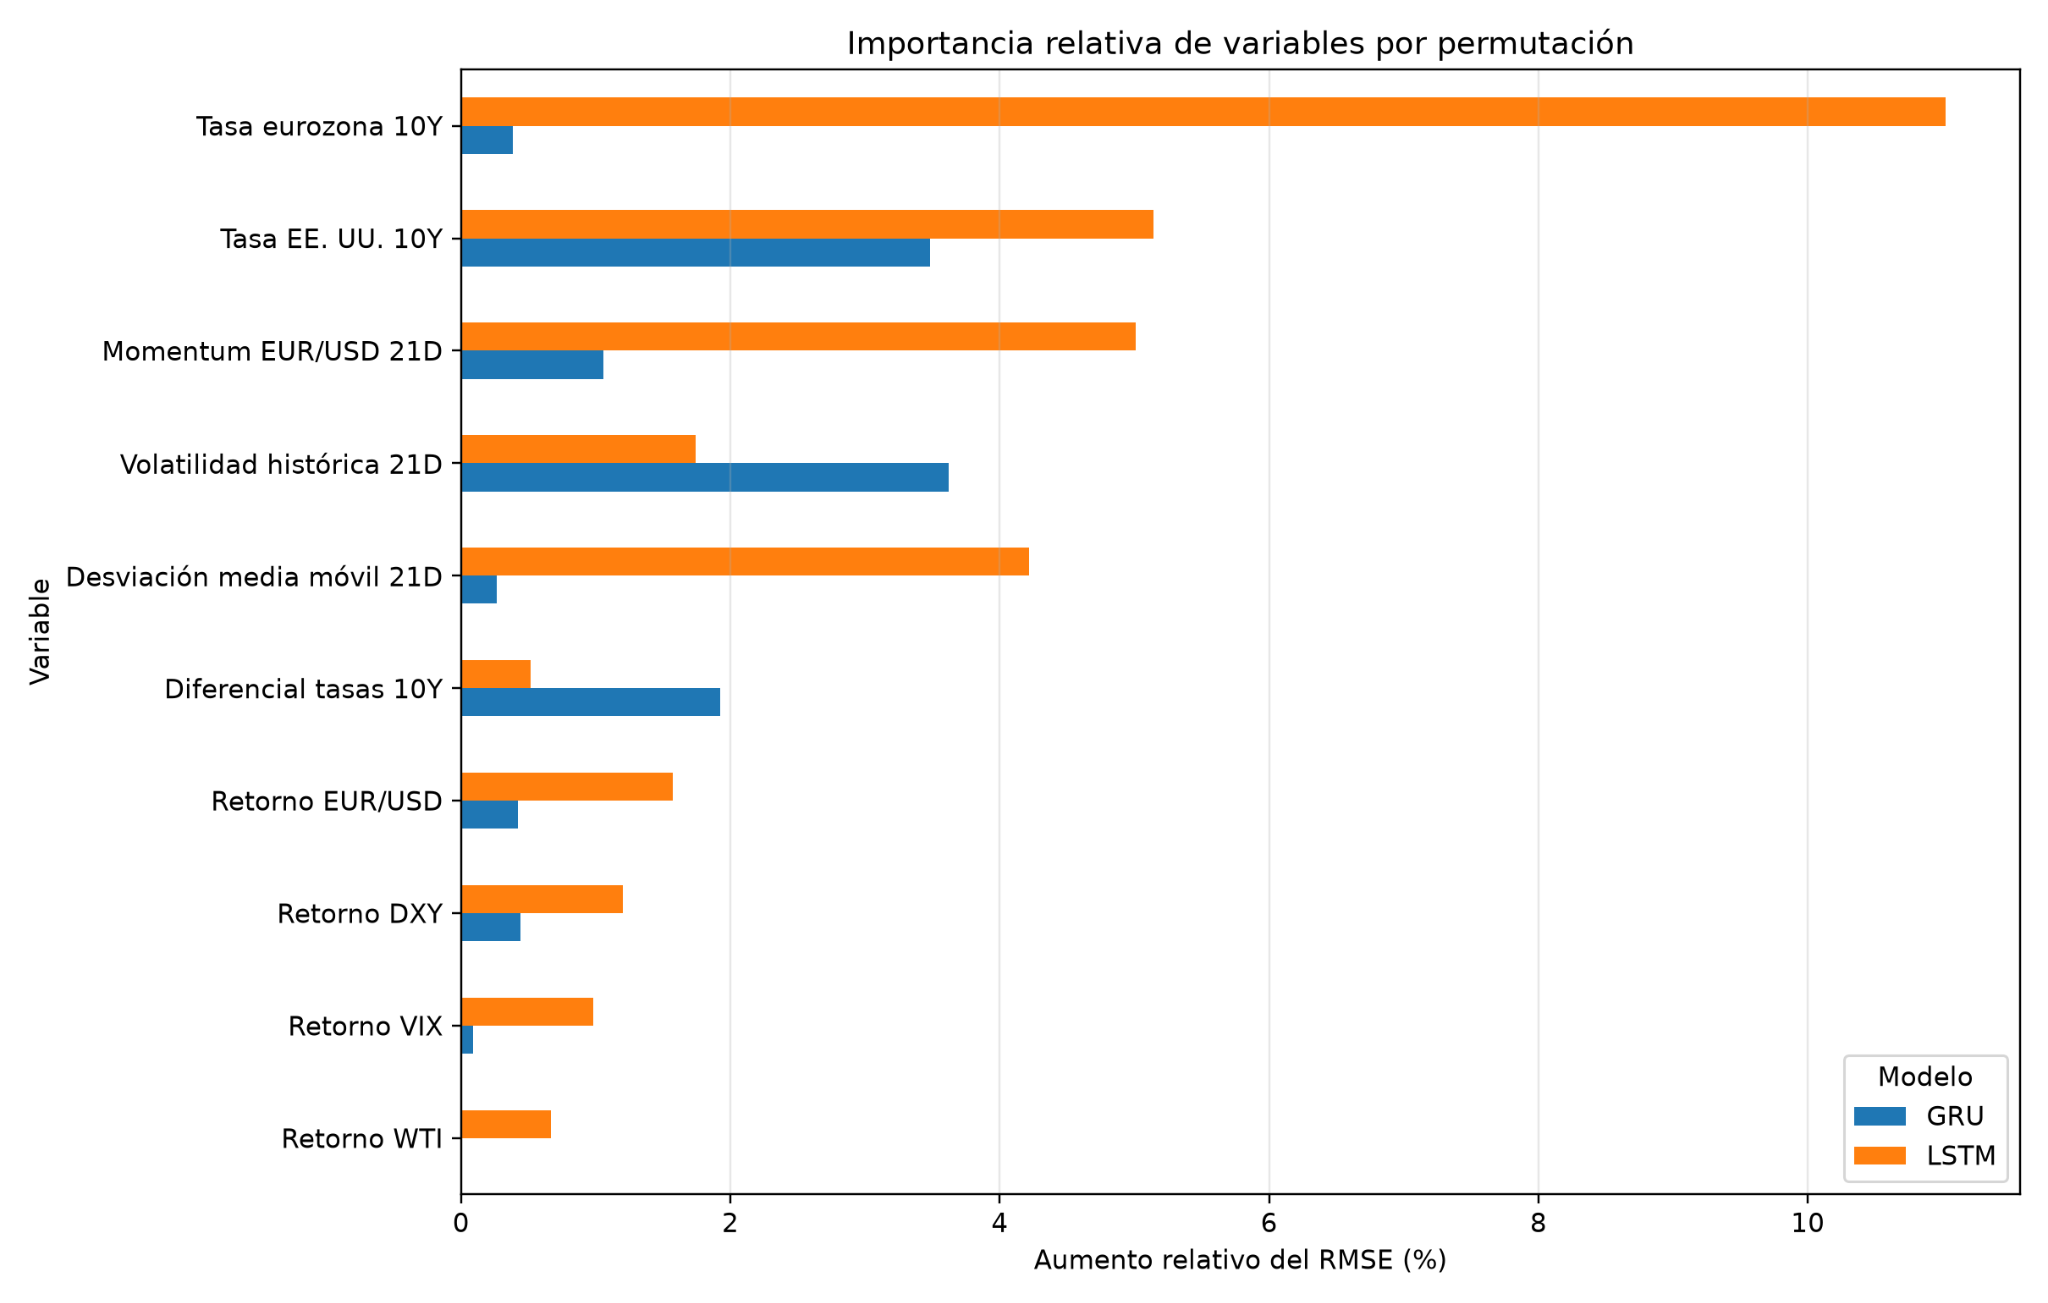 Importancia relativa de variables por permutación
Tasa eurozona 10Y
Tasa EE. UU. 10Y
Momentum EUR/USD 21D
Volatilidad histórica 21D
Desviación media móvil 21D
Diferencial tasas 10Y
Retorno EUR/USD
Retorno DXY
Retorno VIX
Retorno WTI
Variable
0 2 4 6 8 10
Aumento relativo del RMSE (%)
Modelo
GRU
LSTM